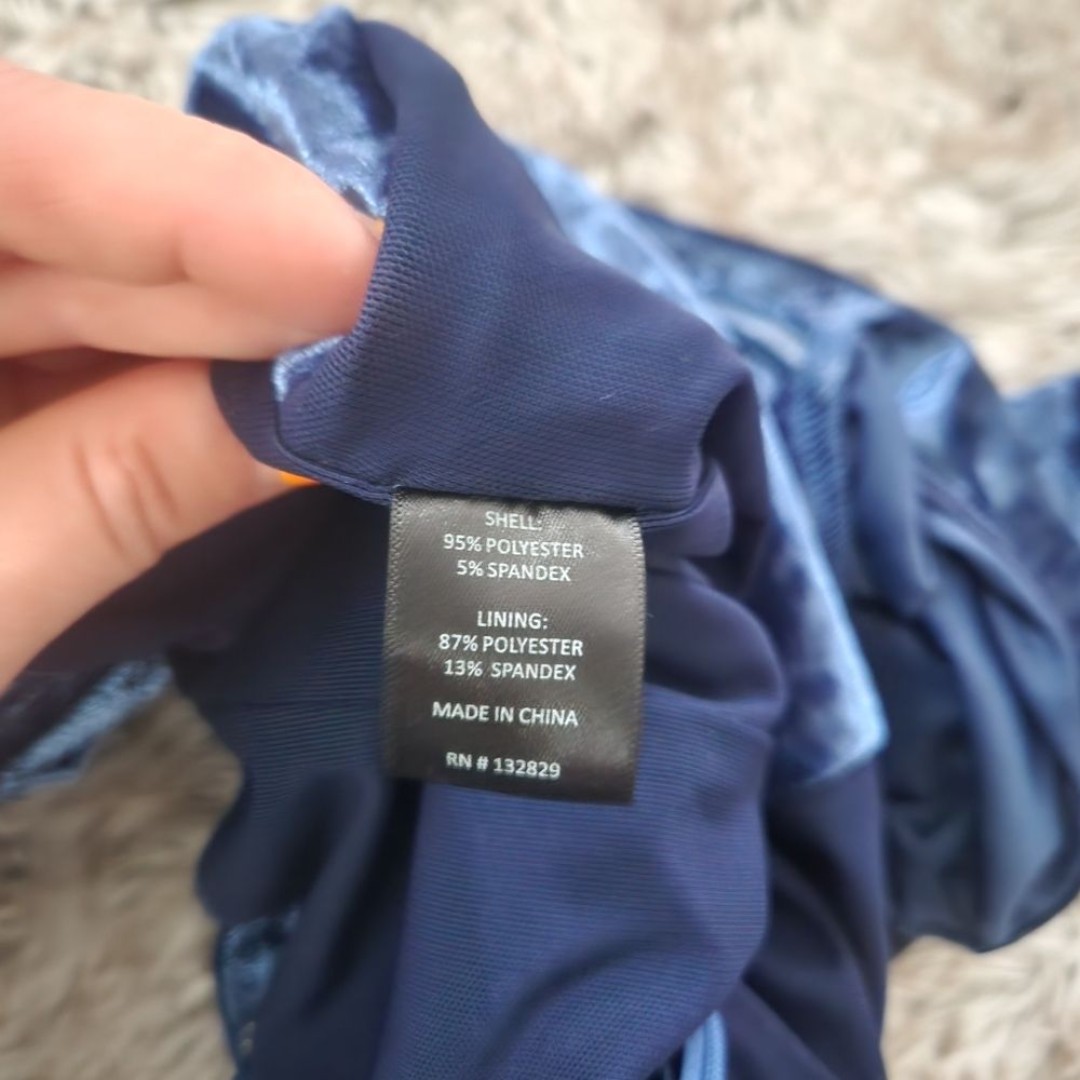 SHELL:
95% POLYESTER
5% SPANDEX
LINING:
87% POLYESTER
13% SPANDEX
MADE IN CHINA
RN # 132829